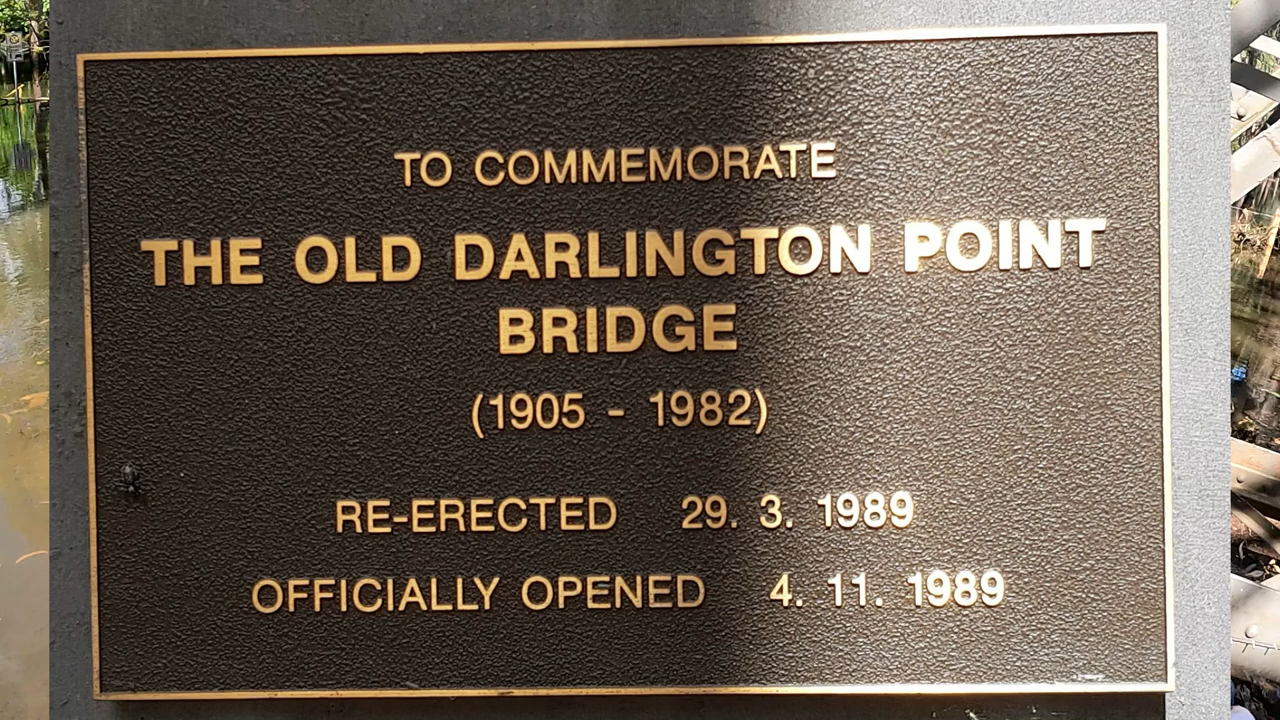 TO COMMEMORATE
THE OLD DARLINGTON POINT
BRIDGE
(1905 - 1982)
RE-ERECTED 29. 3. 1989
OFFICIALLY OPENED 4. 11. 1989